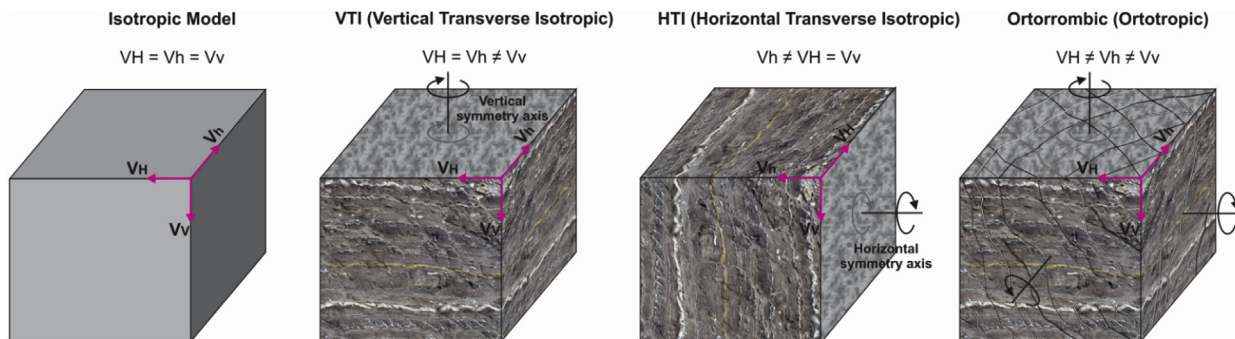 Isotropic Model
VH = Vh = Vv
Vh
VH
Vv
VTI (Vertical Transverse Isotropic)
VH = Vh ≠ Vv
Vertical
symmetry axis
Vh
VH
Vv
HTI (Horizontal Transverse Isotropic)
Vh ≠ VH = Vv
VH
Vh
Vv
Horizontal
symmetry axis
Ortorrombic (Ortotropic)
VH ≠ Vh ≠ Vv
Vh
VH
Vv